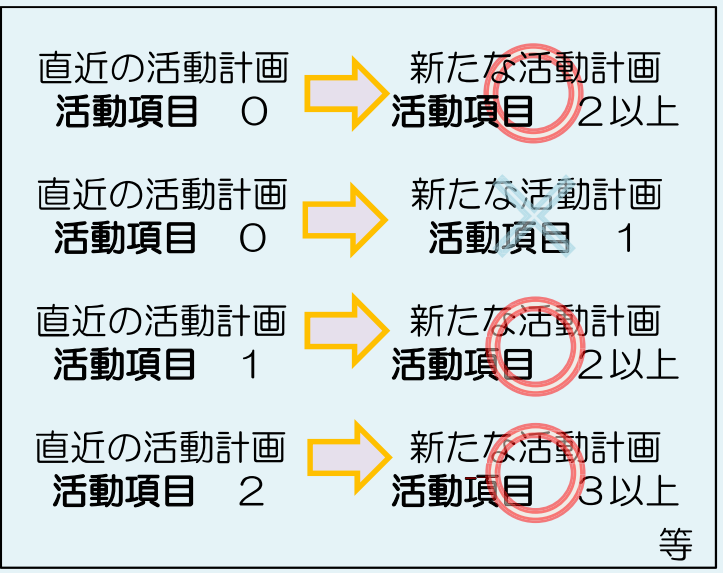 直近の活動計画 新たな活動計画
活動項目 0 活動項目 2以上
直近の活動計画 新たな活動計画
活動項目 0 活動項目 1
直近の活動計画 新たな活動計画
活動項目 1 活動項目 2以上
直近の活動計画 新たな活動計画
活動項目 2 活動項目 3以上
等